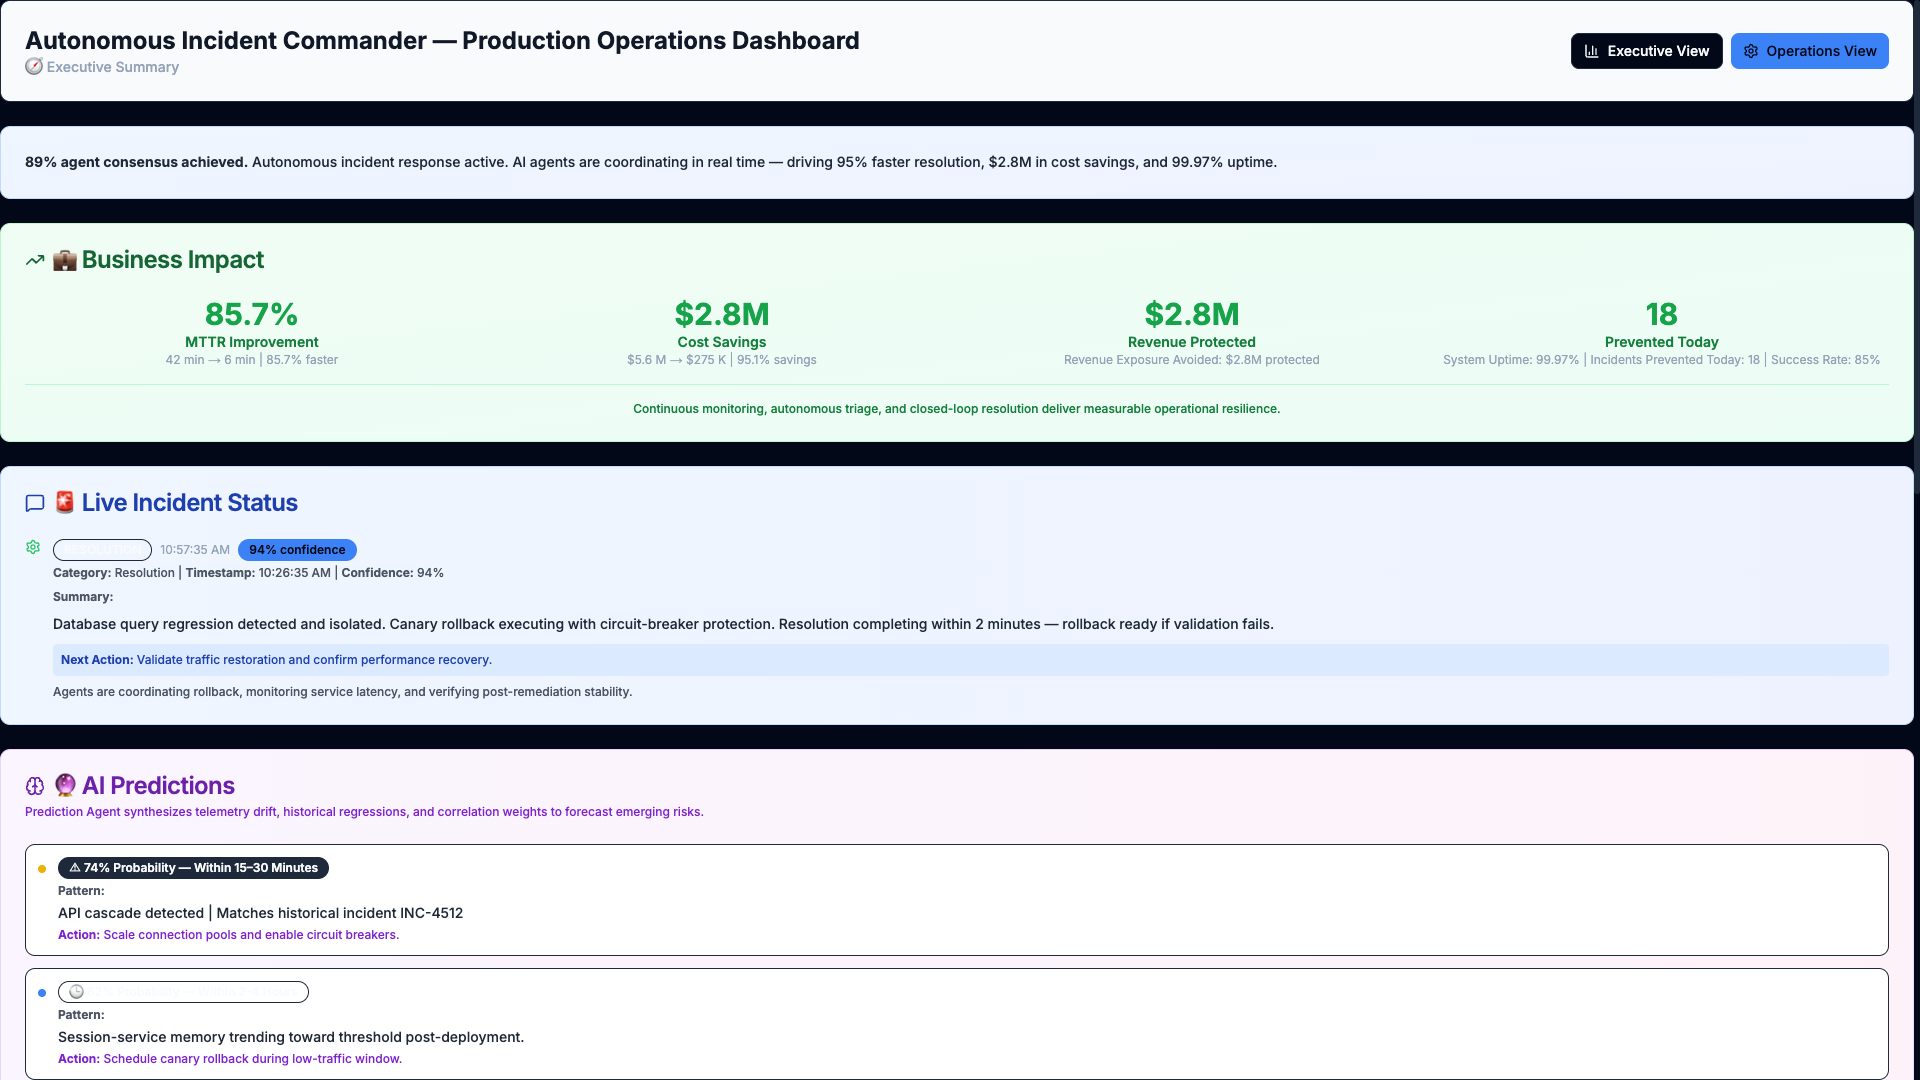 Autonomous Incident Commander — Production Operations Dashboard
🧭 Executive Summary
Executive View
Operations View
89% agent consensus achieved. Autonomous incident response active. AI agents are coordinating in real time — driving 95% faster resolution, $2.8M in cost savings, and 99.97% uptime.
💼 Business Impact
85.7%
MTTR Improvement
42 min → 6 min | 85.7% faster
$2.8M
Cost Savings
$5.6 M → $275 K | 95.1% savings
$2.8M
Revenue Protected
Revenue Exposure Avoided: $2.8M protected
18
Prevented Today
System Uptime: 99.97% | Incidents Prevented Today: 18 | Success Rate: 85%
Continuous monitoring, autonomous triage, and closed-loop resolution deliver measurable operational resilience.
🚨 Live Incident Status
RESOLUTION 10:57:35 AM 94% confidence
Category: Resolution | Timestamp: 10:26:35 AM | Confidence: 94%
Summary:
Database query regression detected and isolated. Canary rollback executing with circuit-breaker protection. Resolution completing within 2 minutes — rollback ready if validation fails.
Next Action: Validate traffic restoration and confirm performance recovery.
Agents are coordinating rollback, monitoring service latency, and verifying post-remediation stability.
🔮 AI Predictions
Prediction Agent synthesizes telemetry drift, historical regressions, and correlation weights to forecast emerging risks.
⚠ 74% Probability — Within 15–30 Minutes
Pattern:
API cascade detected | Matches historical incident INC-4512
Action: Scale connection pools and enable circuit breakers.
Pattern:
Session-service memory trending toward threshold post-deployment.
Action: Schedule canary rollback during low-traffic window.